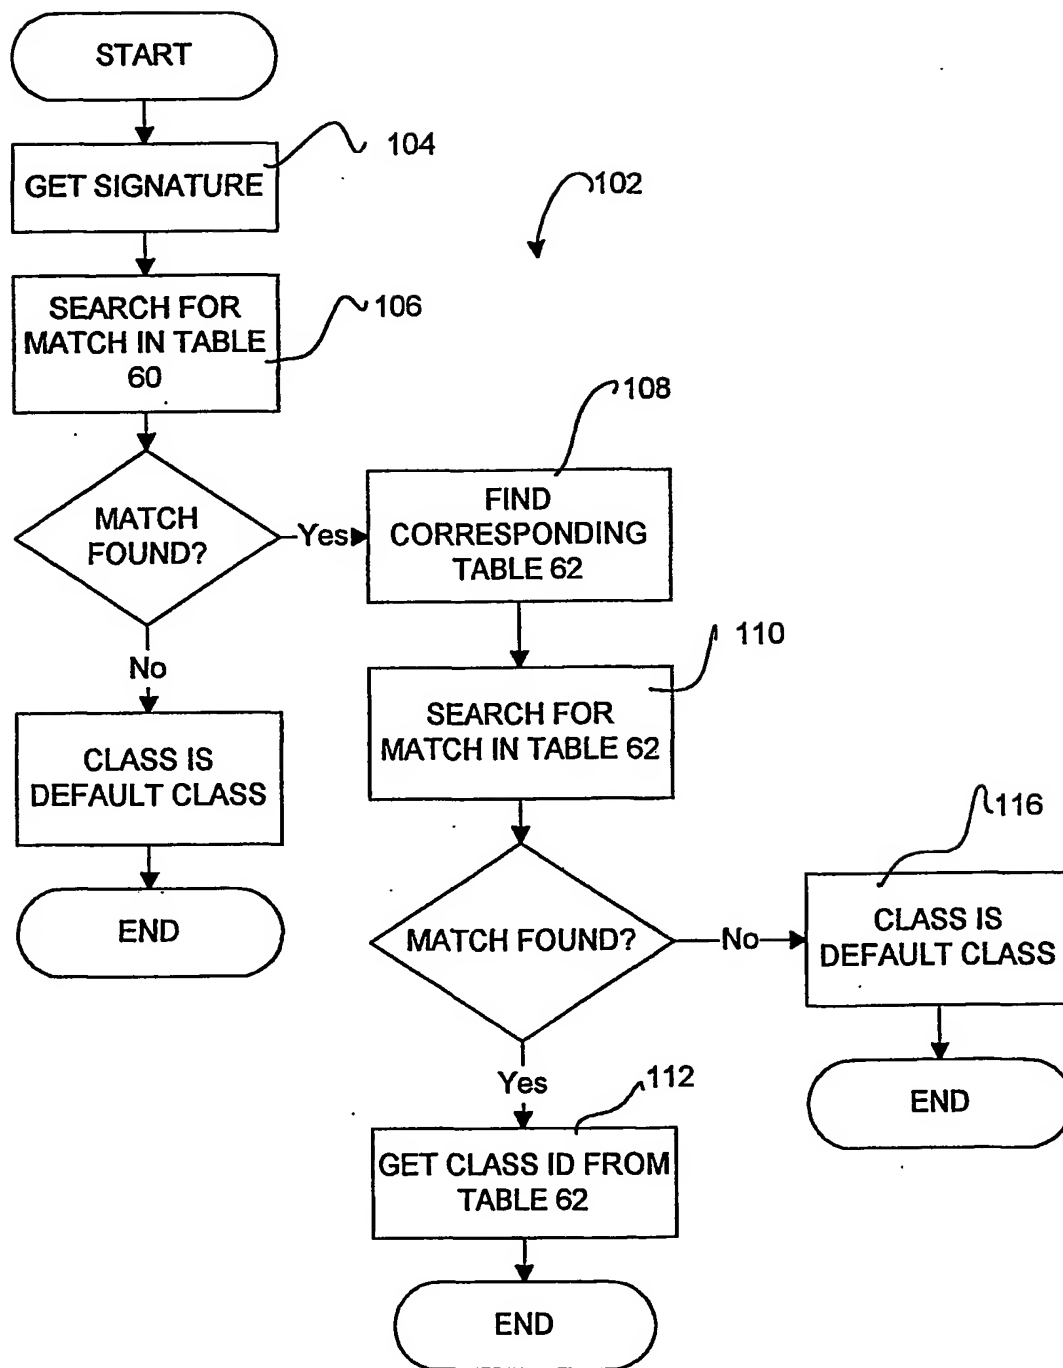 START
104
GET SIGNATURE
102
SEARCH FOR
MATCH IN TABLE
60
106
108
MATCH
FOUND?
Yes
FIND
CORRESPONDING
TABLE 62
No
110
SEARCH FOR
MATCH IN TABLE 62
CLASS IS
DEFAULT CLASS
116
END
MATCH FOUND?
No
CLASS IS
DEFAULT CLASS
Yes
112
END
GET CLASS ID FROM
TABLE 62
END